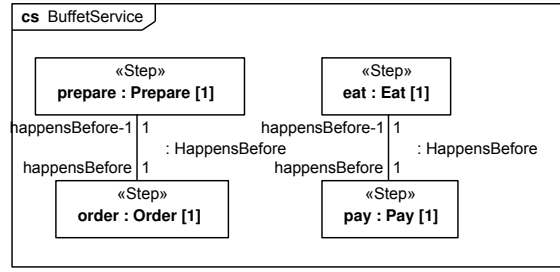 cs BuffetService
«Step»
prepare : Prepare [1]
happensBefore-1 1
: HappensBefore
happensBefore 1
«Step»
order : Order [1]
«Step»
eat : Eat [1]
happensBefore-1 1
: HappensBefore
happensBefore 1
«Step»
pay : Pay [1]